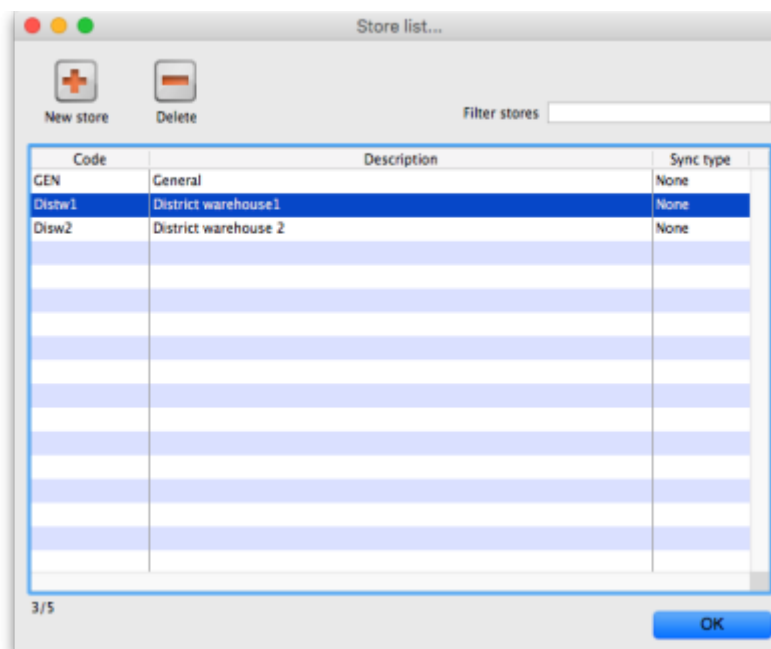 Store list...
New store Delete Filter stores
Code Description Sync type
GEN General None
Distw1 District warehouse1 None
Disw2 District warehouse 2 None
3/5
OK